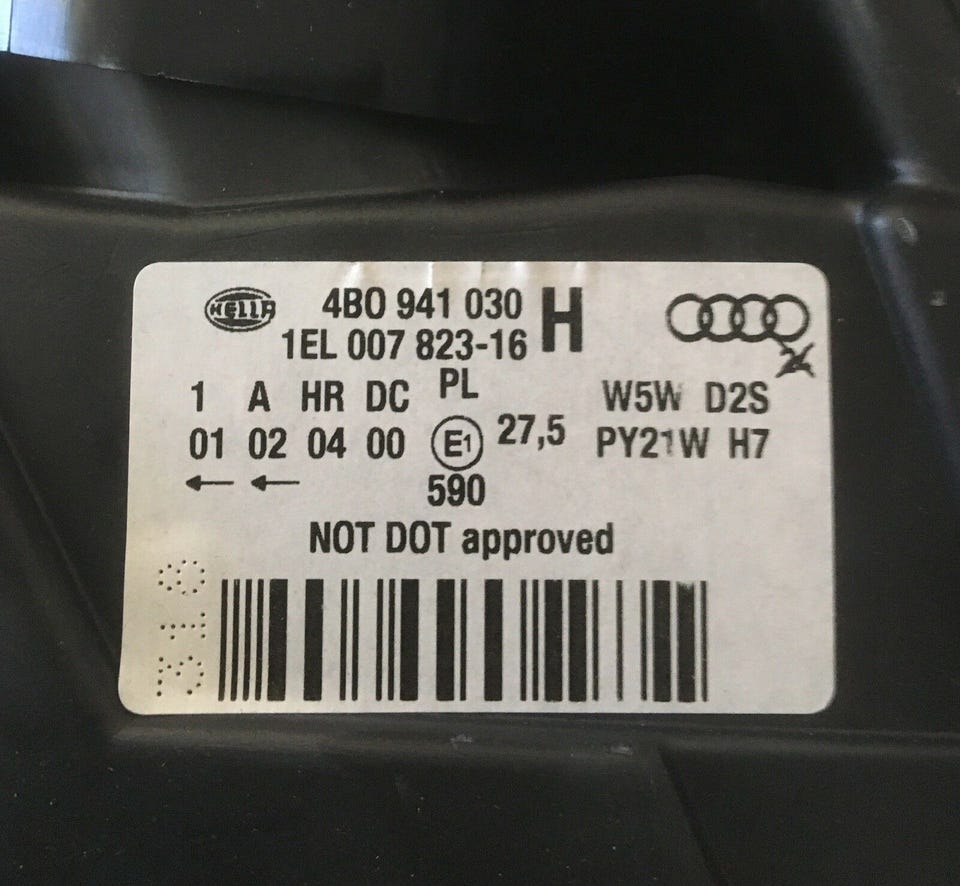 HELLA 4B0 941 030 H
1EL 007 823-16
1 A HR DC PL W5W D2S
01 02 04 00 E1 27,5 PY21W H7
590
NOT DOT approved